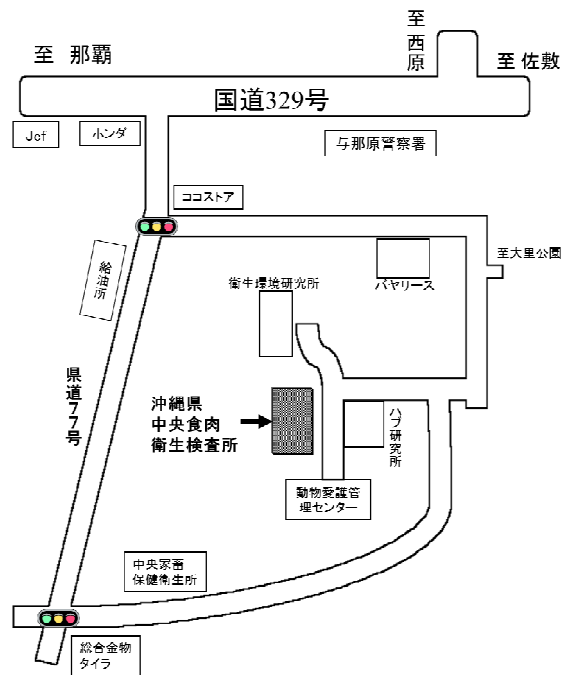 至 西原
至 那覇
至 佐敷
国道329号
Jef
ホンダ
与那原警察署
ココストア
至大里公園
給油所
衛生環境研究所
バヤリース
県道77号
沖縄県
中央食肉
衛生検査所
ハブ研究所
動物愛護管
理センター
中央家畜
保健衛生所
総合金物
タイラ